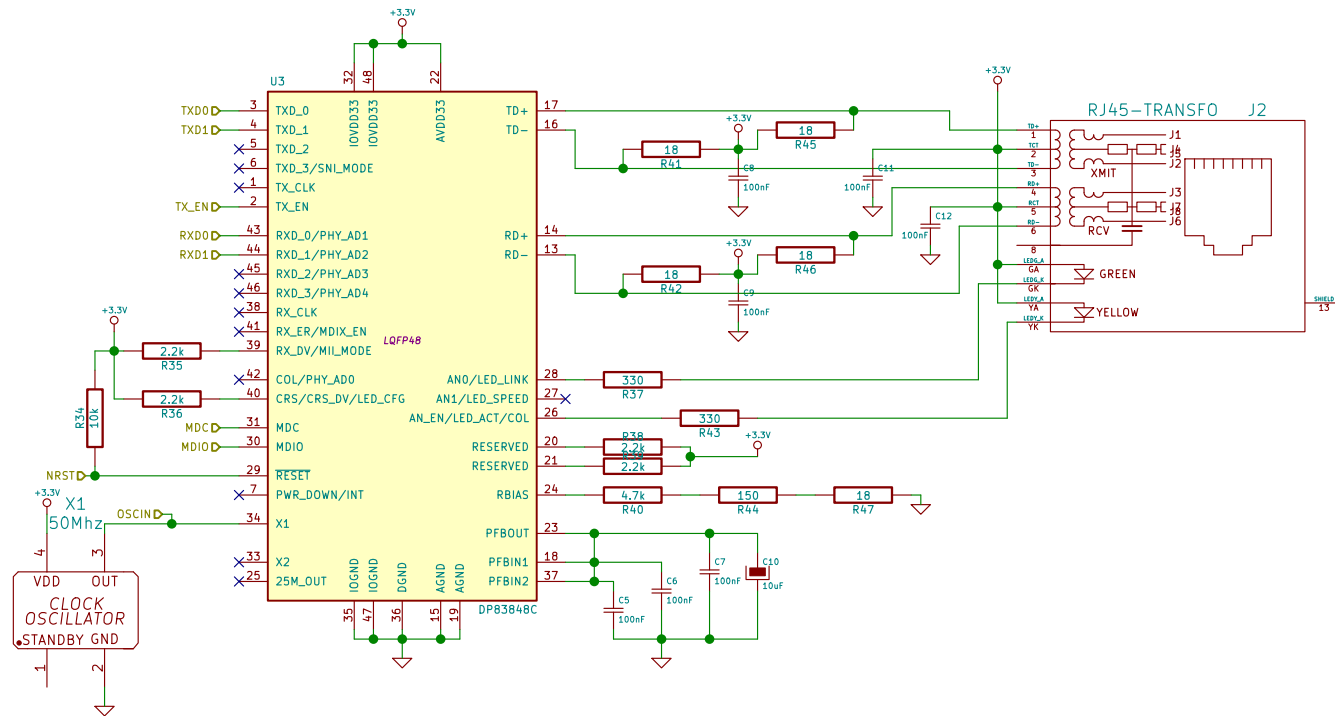 +3.3V
U3
32
48
22
IOVDD33
IOVDD33
AVDD33
TXD0 3 TXD_0
TXD1 4 TXD_1
5 TXD_2
6 TXD_3/SNI_MODE
1 TX_CLK
TX_EN 2 TX_EN
RXD0 43 RXD_0/PHY_AD1
RXD1 44 RXD_1/PHY_AD2
45 RXD_2/PHY_AD3
46 RXD_3/PHY_AD4
38 RX_CLK
41 RX_ER/MDIX_EN
39 RX_DV/MII_MODE
42 COL/PHY_AD0
40 CRS/CRS_DV/LED_CFG
MDC 31 MDC
MDIO 30 MDIO
NRST 29 RESET
7 PWR_DOWN/INT
OSCIN 34 X1
33 X2
25 25M_OUT
LQFP48
+3.3V
2.2k
R35
2.2k
R36
R34
10k
+3.3V
X1
50Mhz
4
3
VDD OUT
CLOCK
OSCILLATOR
STANDBY GND
1
2
IOGND
IOGND
DGND
AGND
AGND
35
47
36
15
19
DP83848C
TD+ 17
TD- 16
RD+ 14
RD- 13
AN0/LED_LINK 28
AN1/LED_SPEED 27
AN_EN/LED_ACT/COL 26
RESERVED 20
RESERVED 21
RBIAS 24
PFBOUT 23
PFBIN1 18
PFBIN2 37
+3.3V
18
R41
18
R45
C8
100nF
C11
100nF
+3.3V
18
R42
18
R46
C9
100nF
C12
100nF
330
R37
330
R43
R38
2.2k
2.2k
+3.3V
4.7k
R40
150
R44
18
R47
C5
100nF
C6
100nF
C7
100nF
C10
10uF
+3.3V
RJ45-TRANSFO J2
TD+
1
TCT
2
TD-
3
RD+
4
RCT
5
RD-
6
8
LEDG_A
GA
LEDG_K
GK
LEDY_A
YA
LEDY_K
YK
J1
J2
XMIT
J3
J6
RCV
GREEN
YELLOW
SHIELD
13